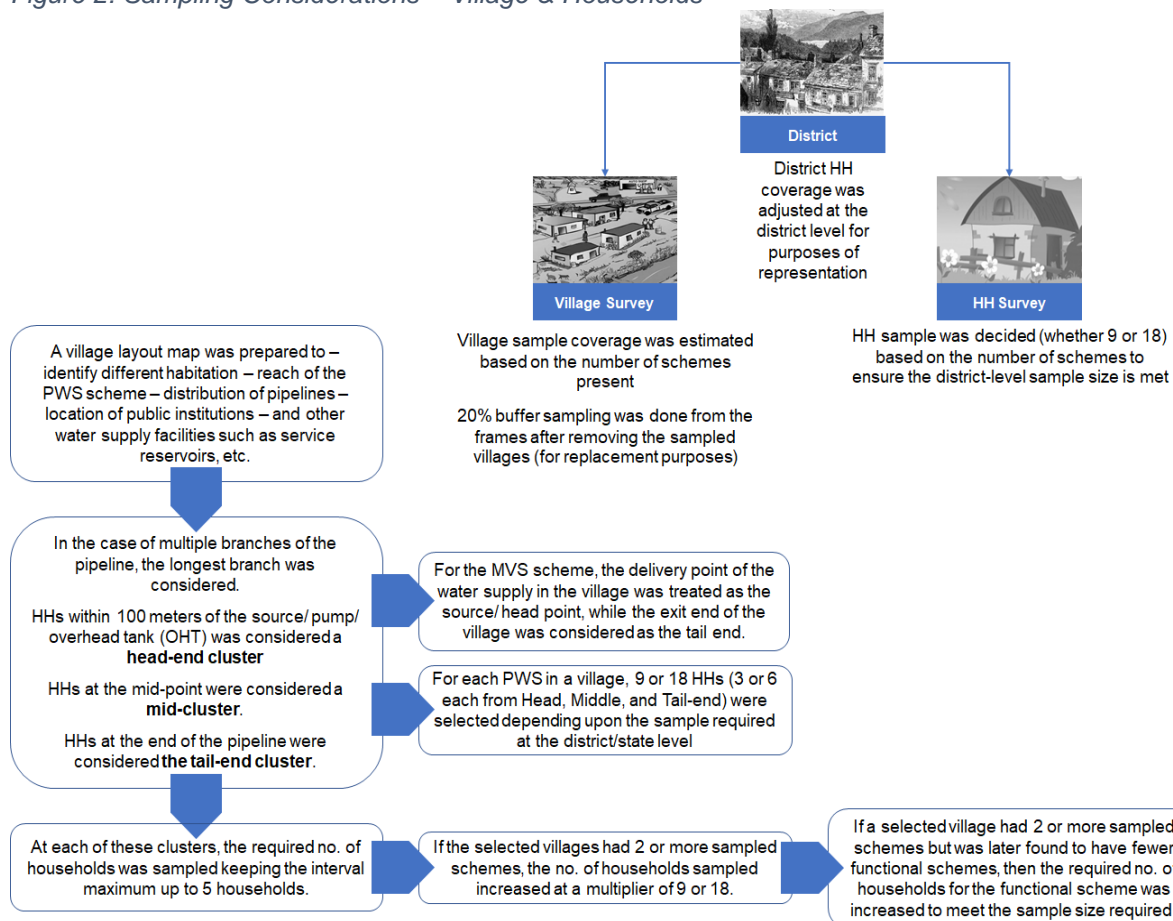 Figure 2: Sampling Considerations – Village & Households
District
District HH
coverage was
adjusted at the
district level for
purposes of
representation
Village Survey
Village sample coverage was estimated
based on the number of schemes
present
20% buffer sampling was done from the
frames after removing the sampled
villages (for replacement purposes)
HH Survey
HH sample was decided (whether 9 or 18)
based on the number of schemes to
ensure the district-level sample size is met
A village layout map was prepared to –
identify different habitation – reach of the
PWS scheme – distribution of pipelines –
location of public institutions – and other
water supply facilities such as service
reservoirs, etc.
In the case of multiple branches of the
pipeline, the longest branch was
considered.
HHs within 100 meters of the source/ pump/
overhead tank (OHT) was considered a
head-end cluster
HHs at the mid-point were considered a
mid-cluster.
HHs at the end of the pipeline were
considered the tail-end cluster.
For the MVS scheme, the delivery point of the
water supply in the village was treated as the
source/ head point, while the exit end of the
village was considered as the tail end.
For each PWS in a village, 9 or 18 HHs (3 or 6
each from Head, Middle, and Tail-end) were
selected depending upon the sample required
at the district/state level
At each of these clusters, the required no. of
households was sampled keeping the interval
maximum up to 5 households.
If the selected villages had 2 or more sampled
schemes, the no. of households sampled
increased at a multiplier of 9 or 18.
If a selected village had 2 or more sampled
schemes but was later found to have fewer
functional schemes, then the required no. of
households for the functional scheme was
increased to meet the sample size required